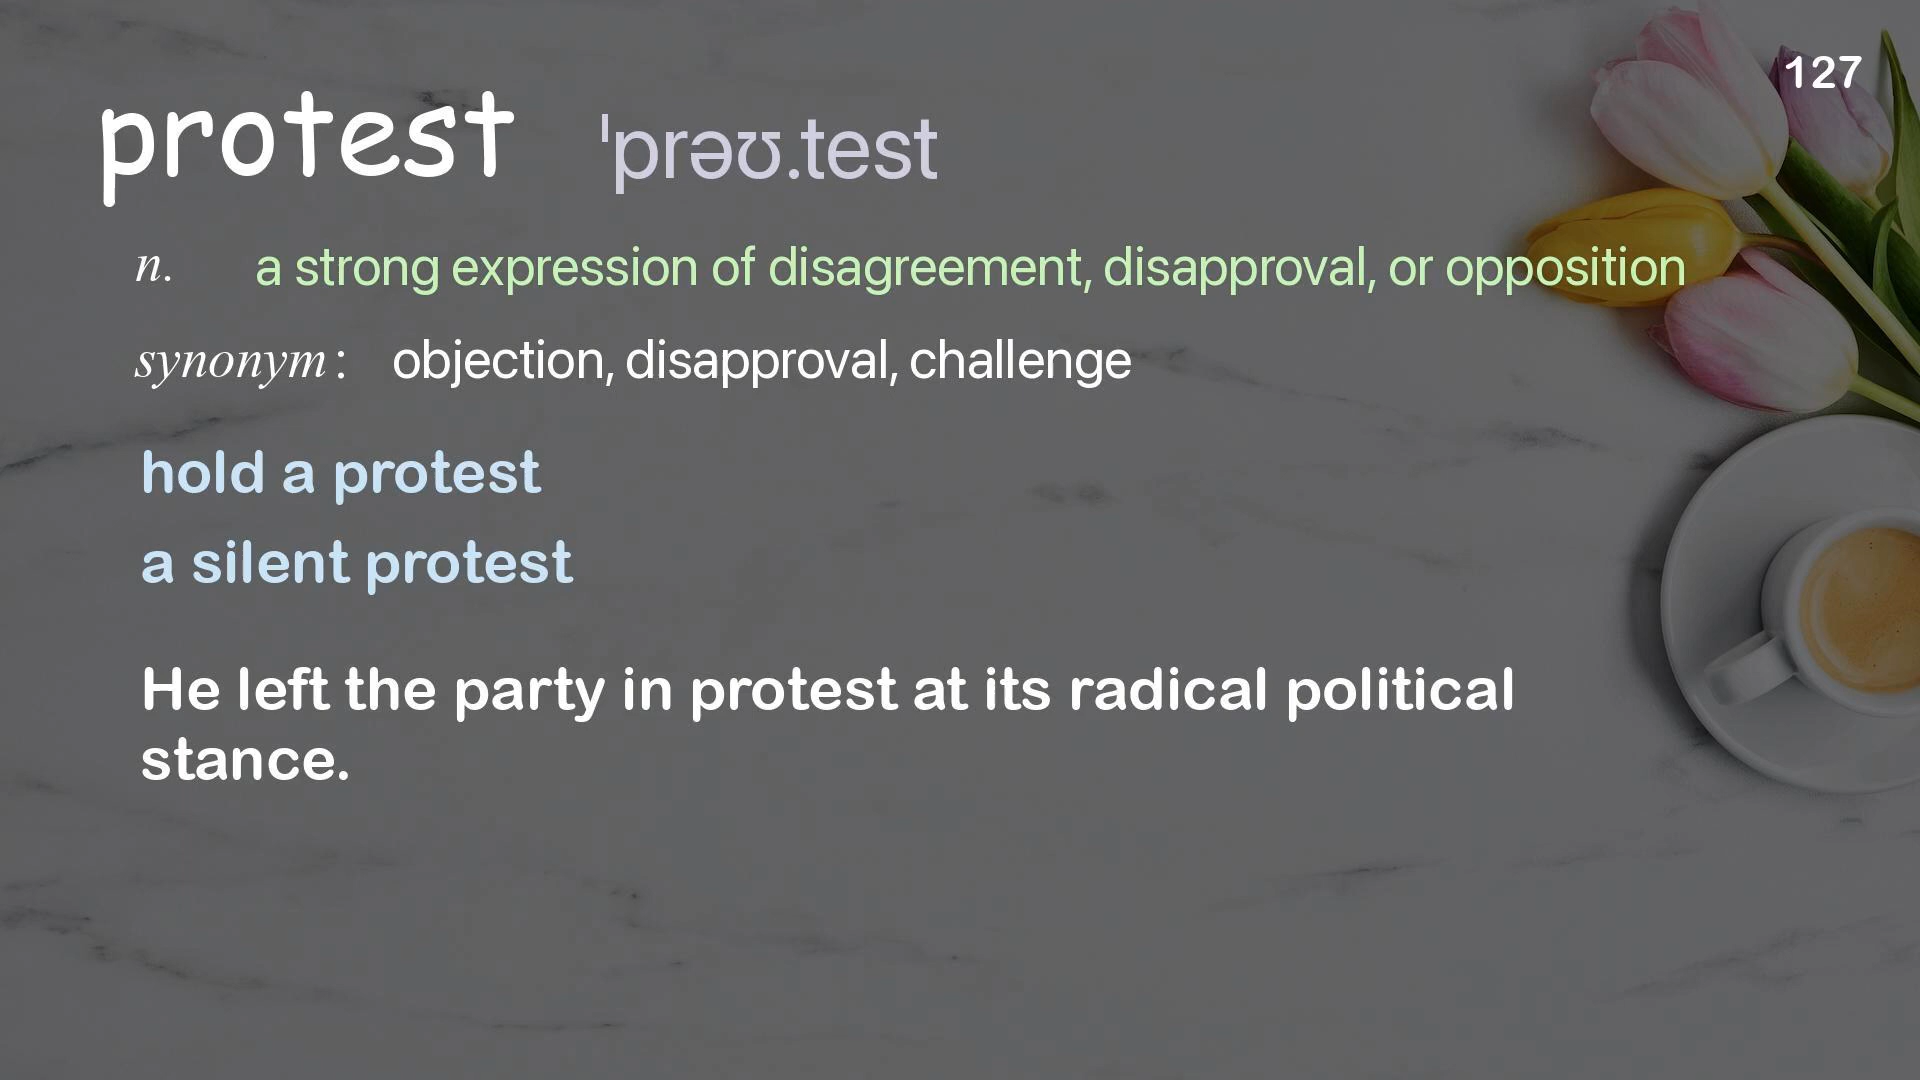 127
protest ˈprəʊ.test
n. a strong expression of disagreement, disapproval, or opposition
synonym: objection, disapproval, challenge
hold a protest
a silent protest
He left the party in protest at its radical political
stance.